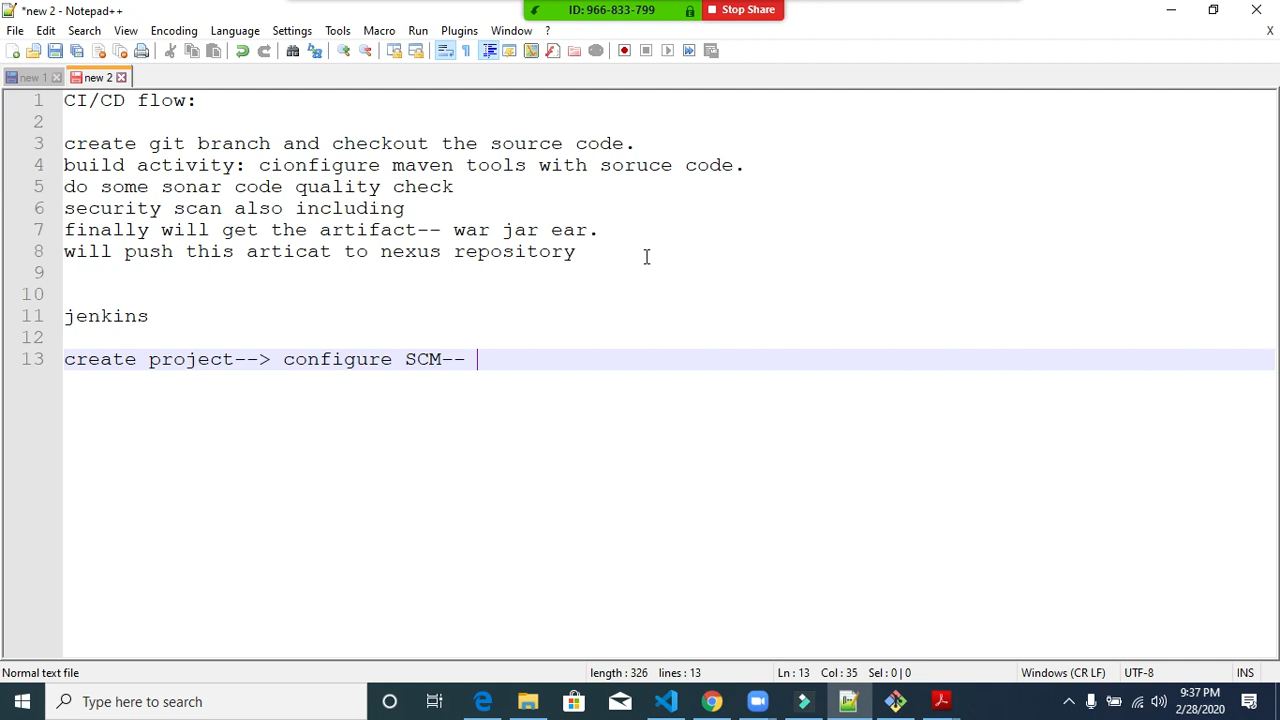 *new 2 - Notepad++
ID: 966-833-799
Stop Share
File Edit Search View Encoding Language Settings Tools Macro Run Plugins Window ?
X
new 1
new 2
1 CI/CD flow:
2
3 create git branch and checkout the source code.
4 build activity: cionfigure maven tools with soruce code.
5 do some sonar code quality check
6 security scan also including
7 finally will get the artifact-- war jar ear.
8 will push this articat to nexus repository
9
10
11 jenkins
12
13 create project--> configure SCM--
Normal text file
length : 326 lines : 13
Ln : 13 Col : 35 Sel : 0 | 0
Windows (CR LF)
UTF-8
INS
Type here to search
9:37 PM
2/28/2020